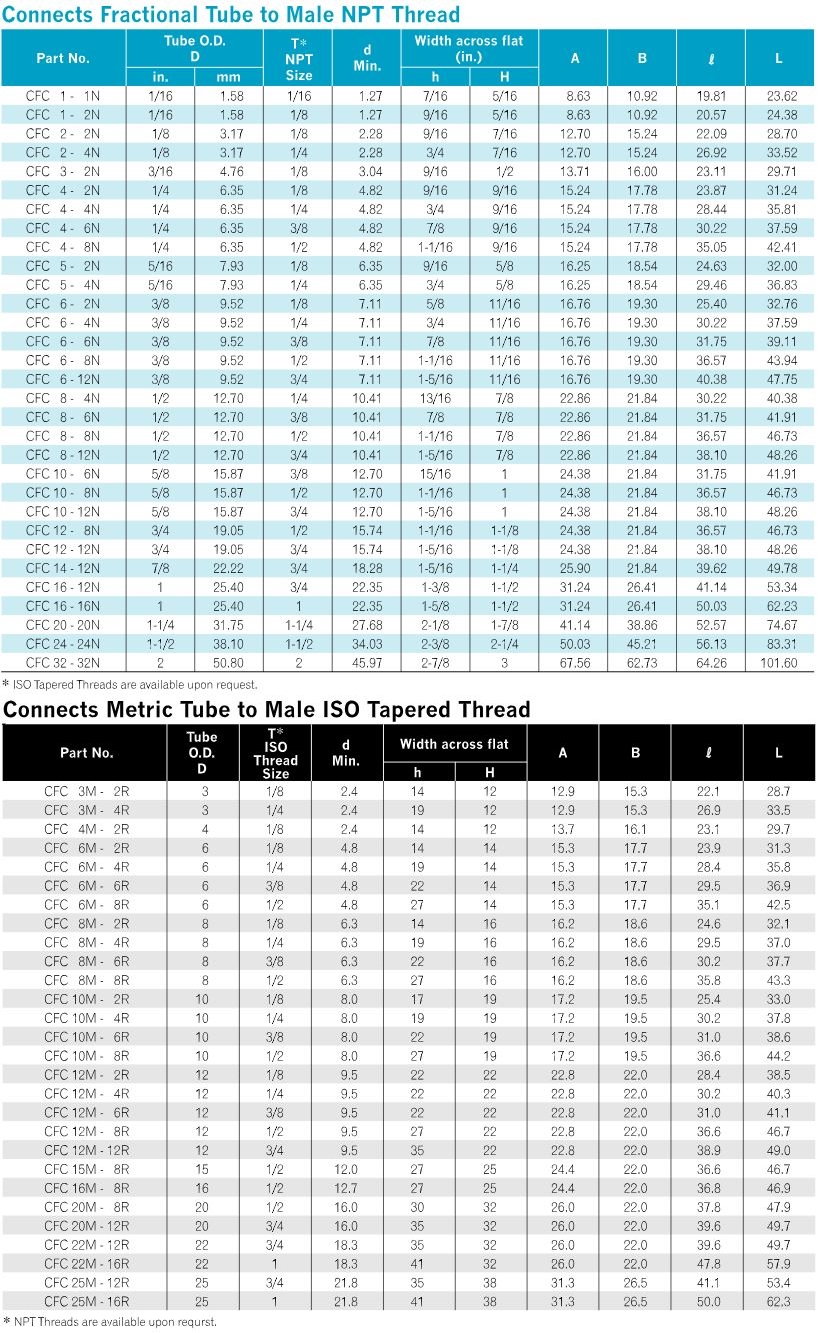 Connects Fractional Tube to Male NPT Thread
Part No. Tube O.D. D T* NPT Size d Min. Width across flat (in.) A B ℓ L
in. mm h H
CFC 1 - 1N 1/16 1.58 1/16 1.27 7/16 5/16 8.63 10.92 19.81 23.62
CFC 1 - 2N 1/16 1.58 1/8 1.27 9/16 5/16 8.63 10.92 20.57 24.38
CFC 2 - 2N 1/8 3.17 1/8 2.28 9/16 7/16 12.70 15.24 22.09 28.70
CFC 2 - 4N 1/8 3.17 1/4 2.28 3/4 7/16 12.70 15.24 26.92 33.52
CFC 3 - 2N 3/16 4.76 1/8 3.04 9/16 1/2 13.71 16.00 23.11 29.71
CFC 4 - 2N 1/4 6.35 1/8 4.82 9/16 9/16 15.24 17.78 23.87 31.24
CFC 4 - 4N 1/4 6.35 1/4 4.82 3/4 9/16 15.24 17.78 28.44 35.81
CFC 4 - 6N 1/4 6.35 3/8 4.82 7/8 9/16 15.24 17.78 30.22 37.59
CFC 4 - 8N 1/4 6.35 1/2 4.82 1-1/16 9/16 15.24 17.78 35.05 42.41
CFC 5 - 2N 5/16 7.93 1/8 6.35 9/16 5/8 16.25 18.54 24.63 32.00
CFC 5 - 4N 5/16 7.93 1/4 6.35 3/4 5/8 16.25 18.54 29.46 36.83
CFC 6 - 2N 3/8 9.52 1/8 7.11 5/8 11/16 16.76 19.30 25.40 32.76
CFC 6 - 4N 3/8 9.52 1/4 7.11 3/4 11/16 16.76 19.30 30.22 37.59
CFC 6 - 6N 3/8 9.52 3/8 7.11 7/8 11/16 16.76 19.30 31.75 39.11
CFC 6 - 8N 3/8 9.52 1/2 7.11 1-1/16 11/16 16.76 19.30 36.57 43.94
CFC 6 - 12N 3/8 9.52 3/4 7.11 1-5/16 11/16 16.76 19.30 40.38 47.75
CFC 8 - 4N 1/2 12.70 1/4 10.41 13/16 7/8 22.86 21.84 30.22 40.38
CFC 8 - 6N 1/2 12.70 3/8 10.41 7/8 7/8 22.86 21.84 31.75 41.91
CFC 8 - 8N 1/2 12.70 1/2 10.41 1-1/16 7/8 22.86 21.84 36.57 46.73
CFC 8 - 12N 1/2 12.70 3/4 10.41 1-5/16 7/8 22.86 21.84 38.10 48.26
CFC 10 - 6N 5/8 15.87 3/8 12.70 15/16 1 24.38 21.84 31.75 41.91
CFC 10 - 8N 5/8 15.87 1/2 12.70 1-1/16 1 24.38 21.84 36.57 46.73
CFC 10 - 12N 5/8 15.87 3/4 12.70 1-5/16 1 24.38 21.84 38.10 48.26
CFC 12 - 8N 3/4 19.05 1/2 15.74 1-1/16 1-1/8 24.38 21.84 36.57 46.73
CFC 12 - 12N 3/4 19.05 3/4 15.74 1-5/16 1-1/8 24.38 21.84 38.10 48.26
CFC 14 - 12N 7/8 22.22 3/4 18.28 1-5/16 1-1/4 25.90 21.84 39.62 49.78
CFC 16 - 12N 1 25.40 3/4 22.35 1-3/8 1-1/2 31.24 26.41 41.14 53.34
CFC 16 - 16N 1 25.40 1 22.35 1-5/8 1-1/2 31.24 26.41 50.03 62.23
CFC 20 - 20N 1-1/4 31.75 1-1/4 27.68 2-1/8 1-7/8 41.14 38.86 52.57 74.67
CFC 24 - 24N 1-1/2 38.10 1-1/2 34.03 2-3/8 2-1/4 50.03 45.21 56.13 83.31
CFC 32 - 32N 2 50.80 2 45.97 2-7/8 3 67.56 62.73 64.26 101.60
* ISO Tapered Threads are available upon request.
Connects Metric Tube to Male ISO Tapered Thread
Part No. Tube O.D. D T* ISO Thread Size d Min. Width across flat A B ℓ L
h H
CFC 3M - 2R 3 1/8 2.4 14 12 12.9 15.3 22.1 28.7
CFC 3M - 4R 3 1/4 2.4 19 12 12.9 15.3 26.9 33.5
CFC 4M - 2R 4 1/8 2.4 14 12 13.7 16.1 23.1 29.7
CFC 6M - 2R 6 1/8 4.8 14 14 15.3 17.7 23.9 31.3
CFC 6M - 4R 6 1/4 4.8 19 14 15.3 17.7 28.4 35.8
CFC 6M - 6R 6 3/8 4.8 22 14 15.3 17.7 29.5 36.9
CFC 6M - 8R 6 1/2 4.8 27 14 15.3 17.7 35.1 42.5
CFC 8M - 2R 8 1/8 6.3 14 16 16.2 18.6 24.6 32.1
CFC 8M - 4R 8 1/4 6.3 19 16 16.2 18.6 29.5 37.0
CFC 8M - 6R 8 3/8 6.3 22 16 16.2 18.6 30.2 37.7
CFC 8M - 8R 8 1/2 6.3 27 16 16.2 18.6 35.8 43.3
CFC 10M - 2R 10 1/8 8.0 17 19 17.2 19.5 25.4 33.0
CFC 10M - 4R 10 1/4 8.0 19 19 17.2 19.5 30.2 37.8
CFC 10M - 6R 10 3/8 8.0 22 19 17.2 19.5 31.0 38.6
CFC 10M - 8R 10 1/2 8.0 27 19 17.2 19.5 36.6 44.2
CFC 12M - 2R 12 1/8 9.5 22 22 22.8 22.0 28.4 38.5
CFC 12M - 4R 12 1/4 9.5 22 22 22.8 22.0 30.2 40.3
CFC 12M - 6R 12 3/8 9.5 22 22 22.8 22.0 31.0 41.1
CFC 12M - 8R 12 1/2 9.5 27 22 22.8 22.0 36.6 46.7
CFC 12M - 12R 12 3/4 9.5 35 22 22.8 22.0 38.9 49.0
CFC 15M - 8R 15 1/2 12.0 27 25 24.4 22.0 36.6 46.7
CFC 16M - 8R 16 1/2 12.7 27 25 24.4 22.0 36.8 46.9
CFC 20M - 8R 20 1/2 16.0 30 32 26.0 22.0 37.8 47.9
CFC 20M - 12R 20 3/4 16.0 35 32 26.0 22.0 39.6 49.7
CFC 22M - 12R 22 3/4 18.3 35 32 26.0 22.0 39.6 49.7
CFC 22M - 16R 22 1 18.3 41 32 26.0 22.0 47.8 57.9
CFC 25M - 12R 25 3/4 21.8 35 38 31.3 26.5 41.1 53.4
CFC 25M - 16R 25 1 21.8 41 38 31.3 26.5 50.0 62.3
* NPT Threads are available upon requrst.